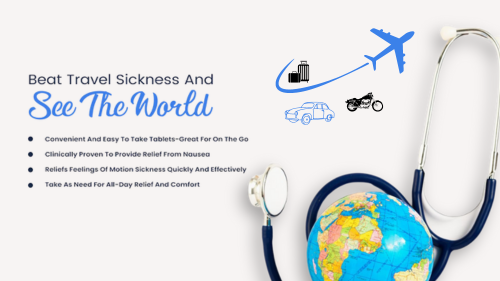 Beat Travel Sickness And
See The World
Convenient And Easy To Take Tablets-Great For On The Go
Clinically Proven To Provide Relief From Nausea
Reliefs Feelings Of Motion Sickness Quickly And Effectively
Take As Need For All-Day Relief And Comfort